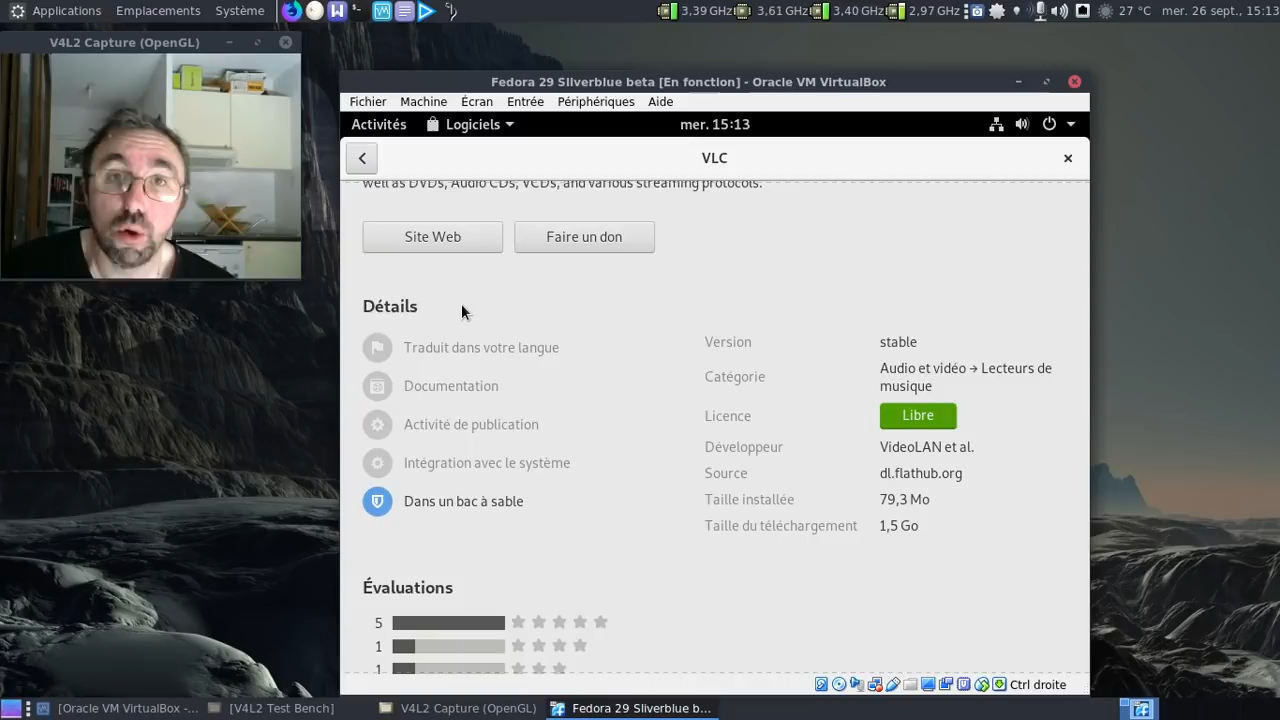 Applications Emplacements Système 3,39 GHz 3,61 GHz 3,40 GHz 2,97 GHz 27 °C mer. 26 sept., 15:13
V4L2 Capture (OpenGL)
Fedora 29 Silverblue beta [En fonction] - Oracle VM VirtualBox
Fichier Machine Écran Entrée Périphériques Aide
Activités Logiciels mer. 15:13
VLC
well as DVDs, Audio CDs, VCDs, and various streaming protocols.
Site Web Faire un don
Détails
Traduit dans votre langue
Documentation
Activité de publication
Intégration avec le système
Dans un bac à sable
Version stable
Catégorie Audio et vidéo → Lecteurs de
musique
Licence Libre
Développeur VideoLAN et al.
Source dl.flathub.org
Taille installée 79,3 Mo
Taille du téléchargement 1,5 Go
Évaluations
5
1
1
Ctrl droite
[Oracle VM VirtualBox -... [V4L2 Test Bench] V4L2 Capture (OpenGL) Fedora 29 Silverblue b...